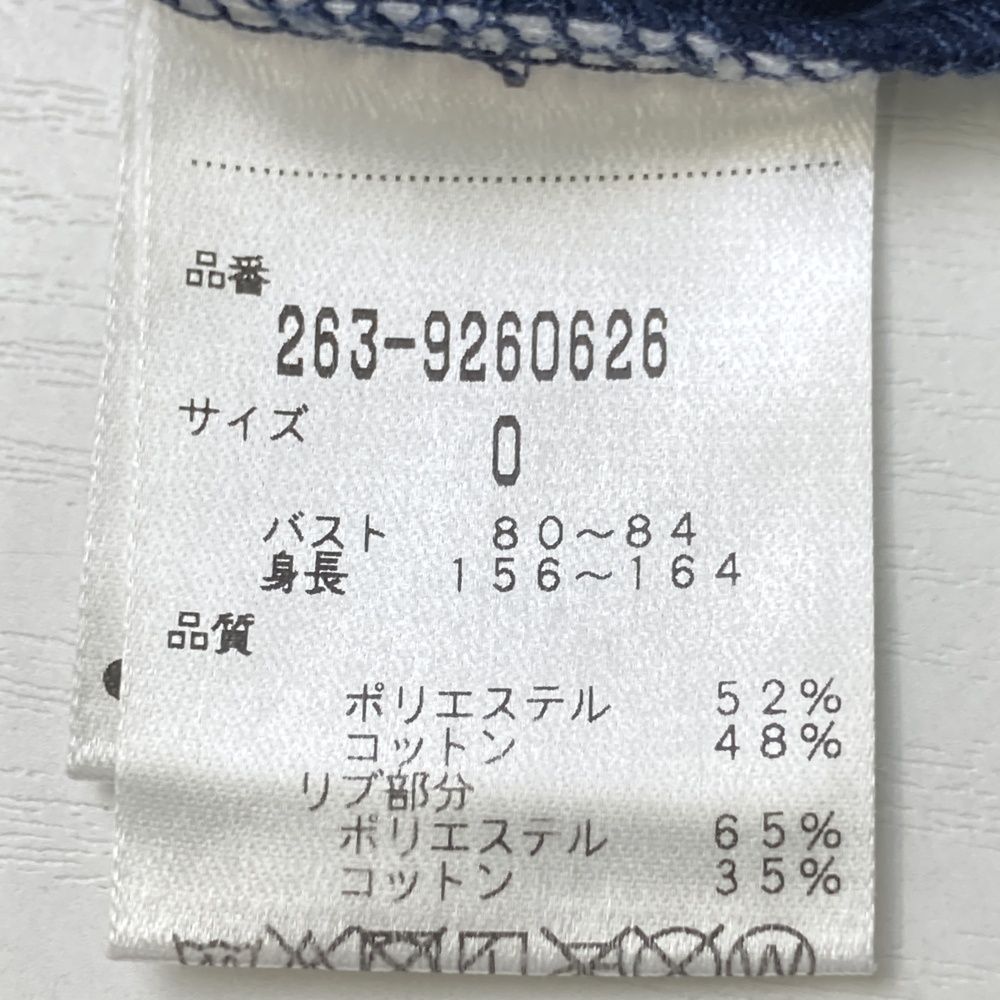 品番
263-9260626
サイズ
0
バスト 80～84
身長 156～164
品質
ポリエステル 52%
コットン 48%
リブ部分
ポリエステル 65%
コットン 35%